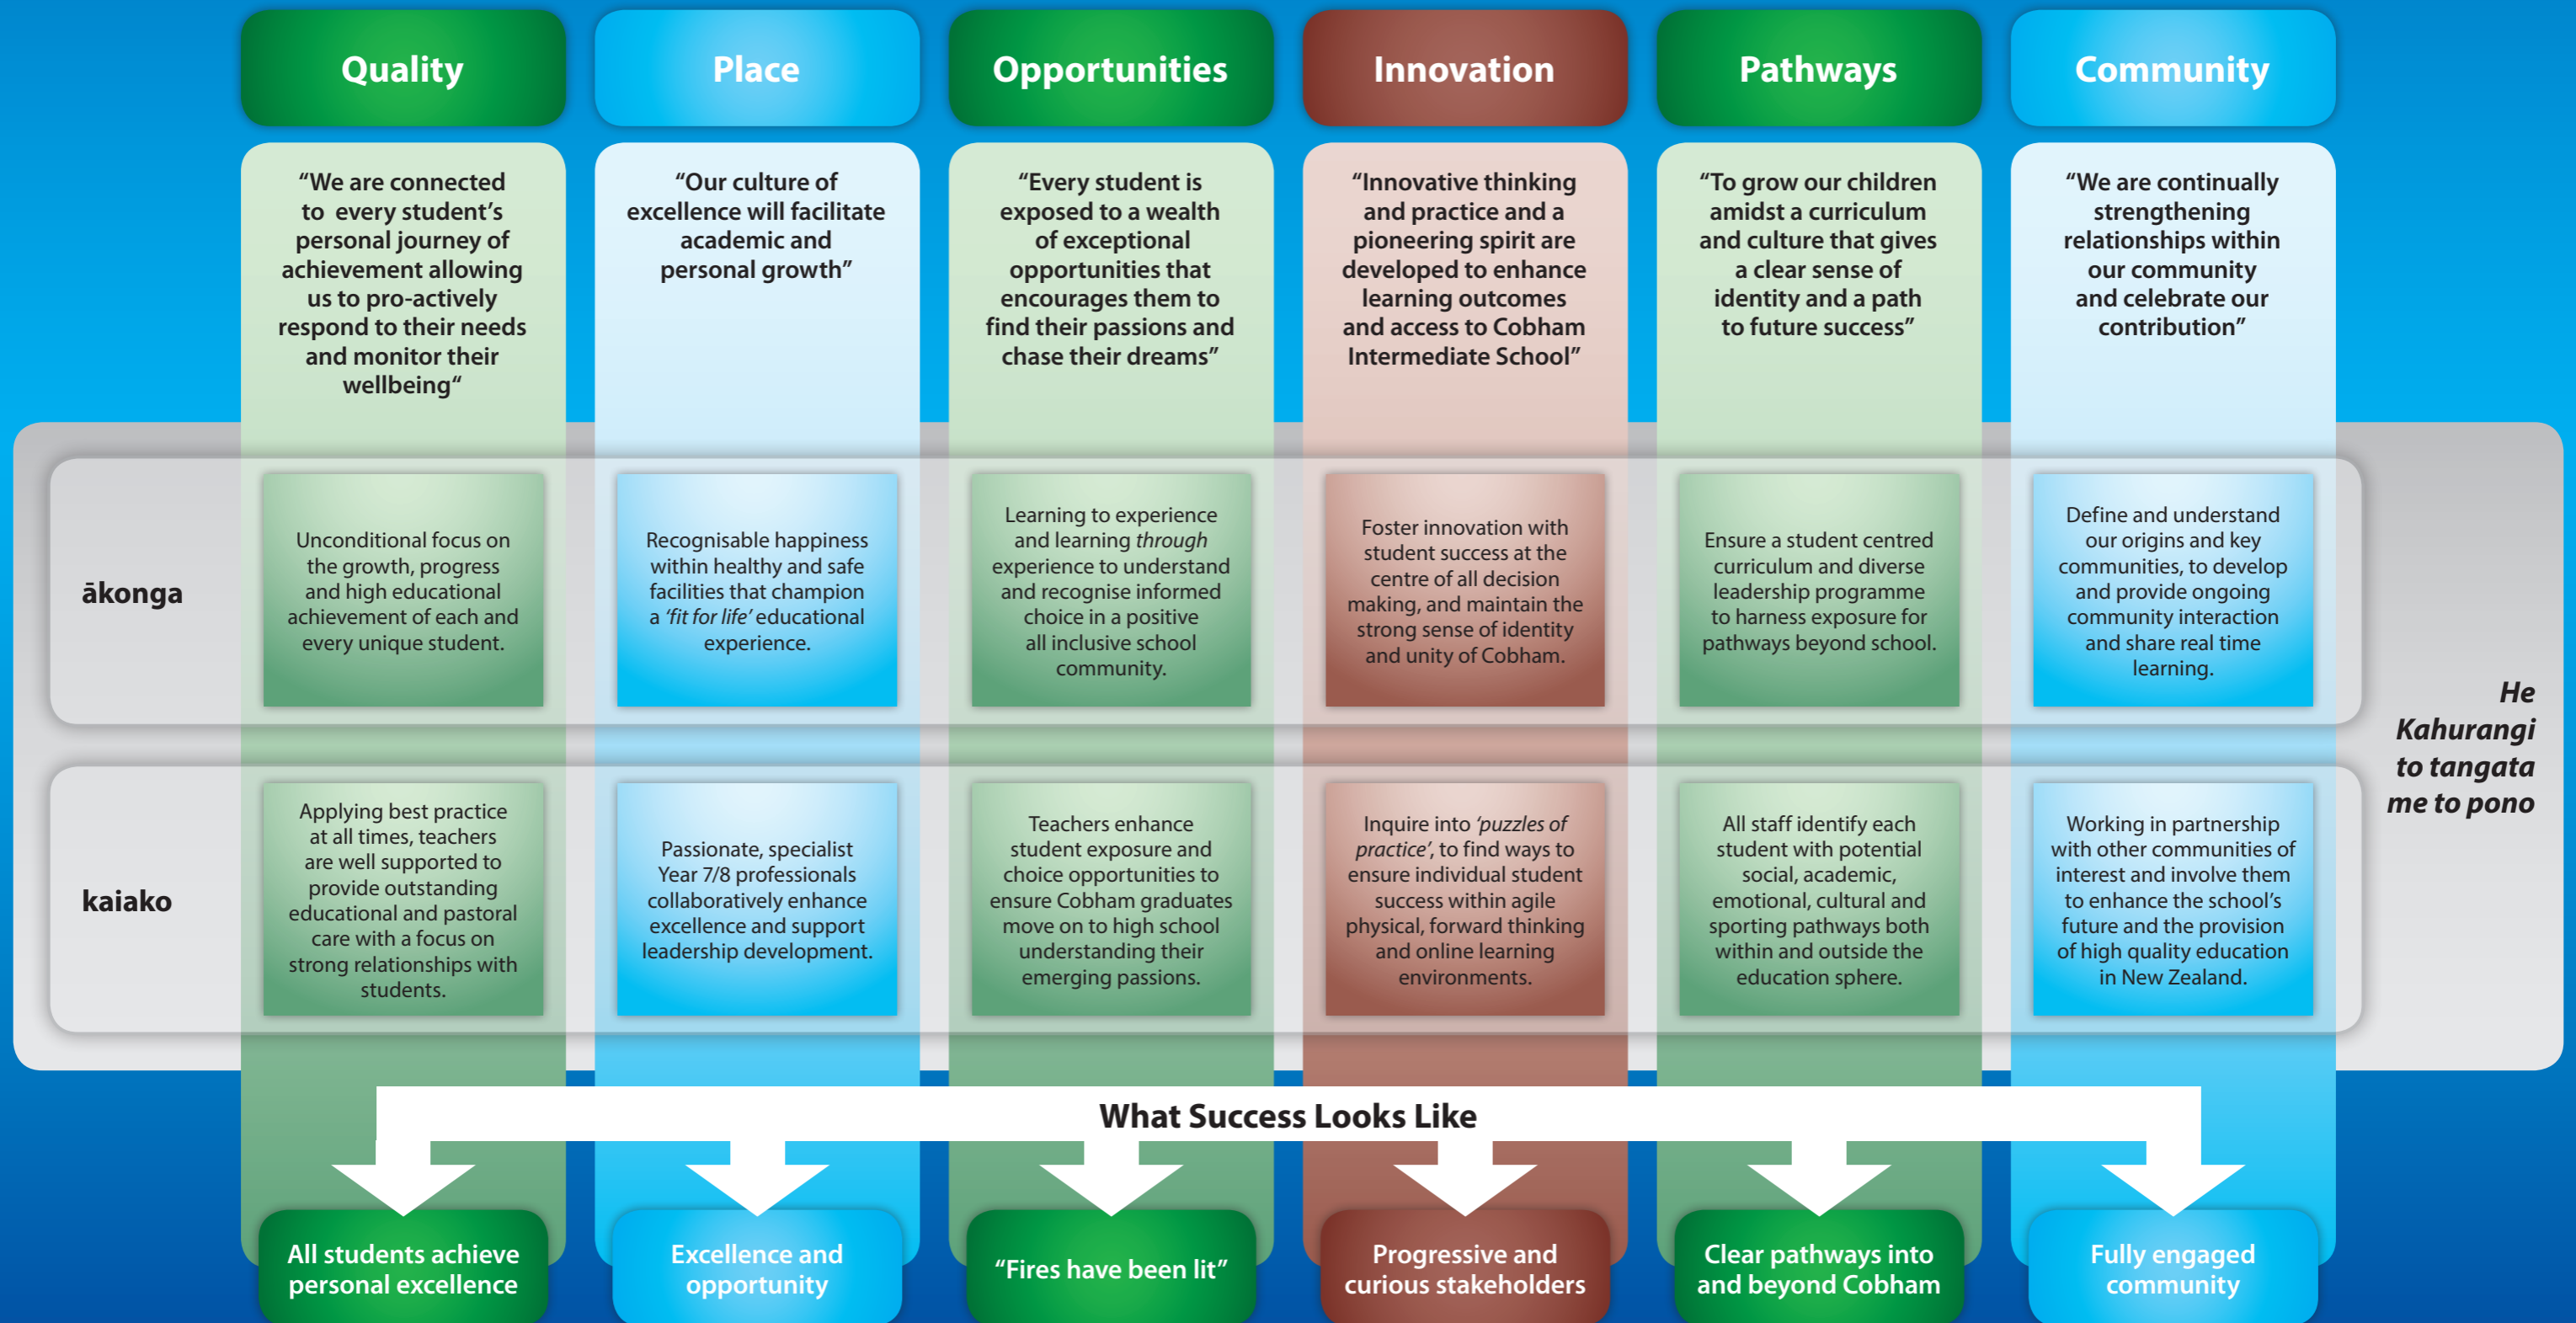 Quality
Place
Opportunities
Innovation
Pathways
Community
“We are connected
to every student’s
personal journey of
achievement allowing
us to pro-actively
respond to their needs
and monitor their
wellbeing“
“Our culture of
excellence will facilitate
academic and
personal growth”
“Every student is
exposed to a wealth
of exceptional
opportunities that
encourages them to
find their passions and
chase their dreams”
“Innovative thinking
and practice and a
pioneering spirit are
developed to enhance
learning outcomes
and access to Cobham
Intermediate School”
“To grow our children
amidst a curriculum
and culture that gives
a clear sense of
identity and a path
to future success”
“We are continually
strengthening
relationships within
our community
and celebrate our
contribution”
ākonga
Unconditional focus on
the growth, progress
and high educational
achievement of each and
every unique student.
Recognisable happiness
within healthy and safe
facilities that champion
a ‘fit for life’ educational
experience.
Learning to experience
and learning through
experience to understand
and recognise informed
choice in a positive
all inclusive school
community.
Foster innovation with
student success at the
centre of all decision
making, and maintain the
strong sense of identity
and unity of Cobham.
Ensure a student centred
curriculum and diverse
leadership programme
to harness exposure for
pathways beyond school.
Define and understand
our origins and key
communities, to develop
and provide ongoing
community interaction
and share real time
learning.
kaiako
Applying best practice
at all times, teachers
are well supported to
provide outstanding
educational and pastoral
care with a focus on
strong relationships with
students.
Passionate, specialist
Year 7/8 professionals
collaboratively enhance
excellence and support
leadership development.
Teachers enhance
student exposure and
choice opportunities to
ensure Cobham graduates
move on to high school
understanding their
emerging passions.
Inquire into ‘puzzles of
practice’, to find ways to
ensure individual student
success within agile
physical, forward thinking
and online learning
environments.
All staff identify each
student with potential
social, academic,
emotional, cultural and
sporting pathways both
within and outside the
education sphere.
Working in partnership
with other communities of
interest and involve them
to enhance the school’s
future and the provision
of high quality education
in New Zealand.
He
Kahurangi
to tangata
me to pono
What Success Looks Like
All students achieve
personal excellence
Excellence and
opportunity
“Fires have been lit”
Progressive and
curious stakeholders
Clear pathways into
and beyond Cobham
Fully engaged
community